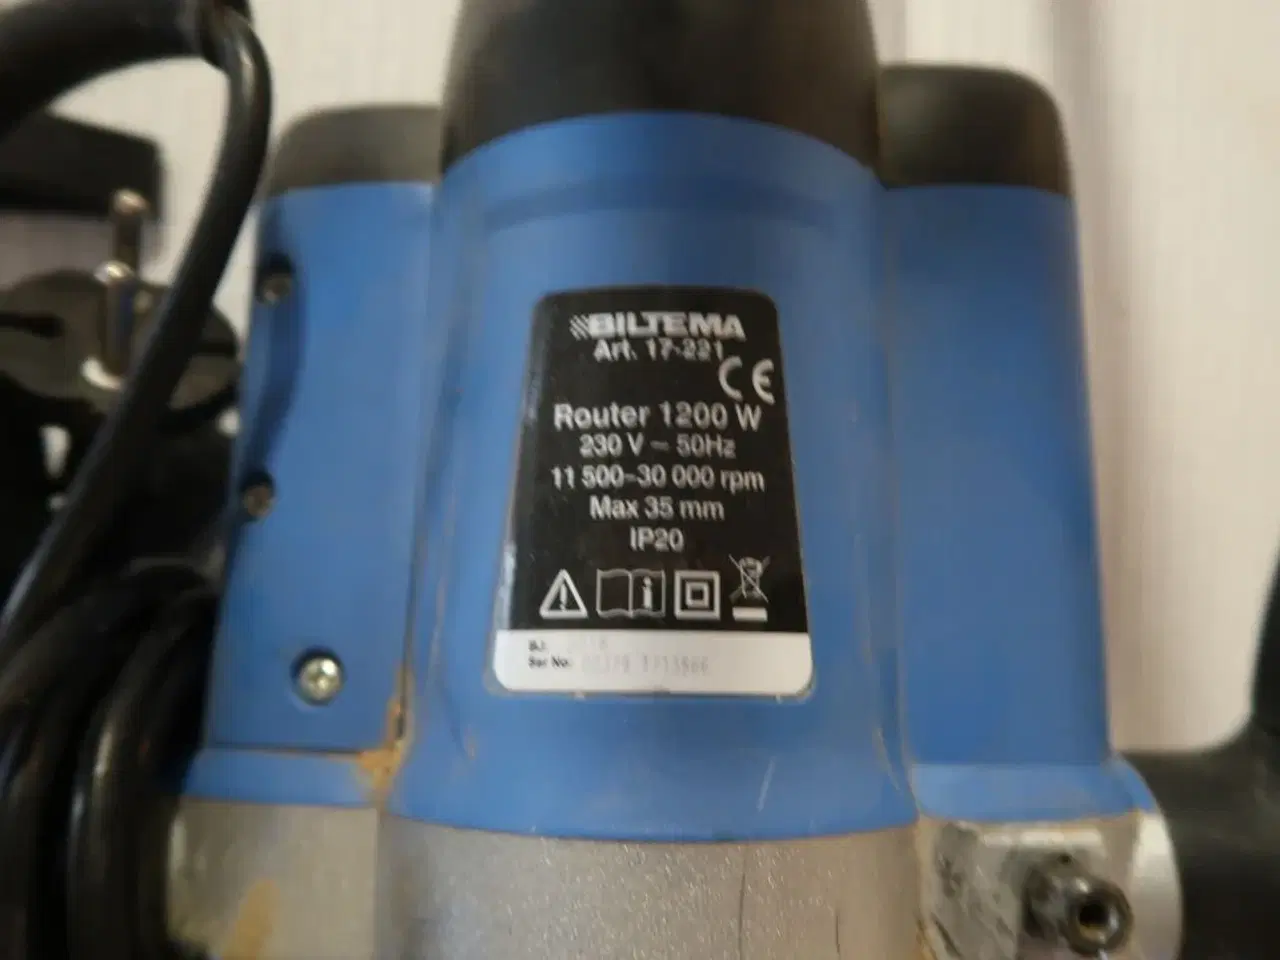 BILTEMA
Art. 17-221
CE
Router 1200 W
230 V ~ 50Hz
11 500-30 000 rpm
Max 35 mm
IP20
Ser No: